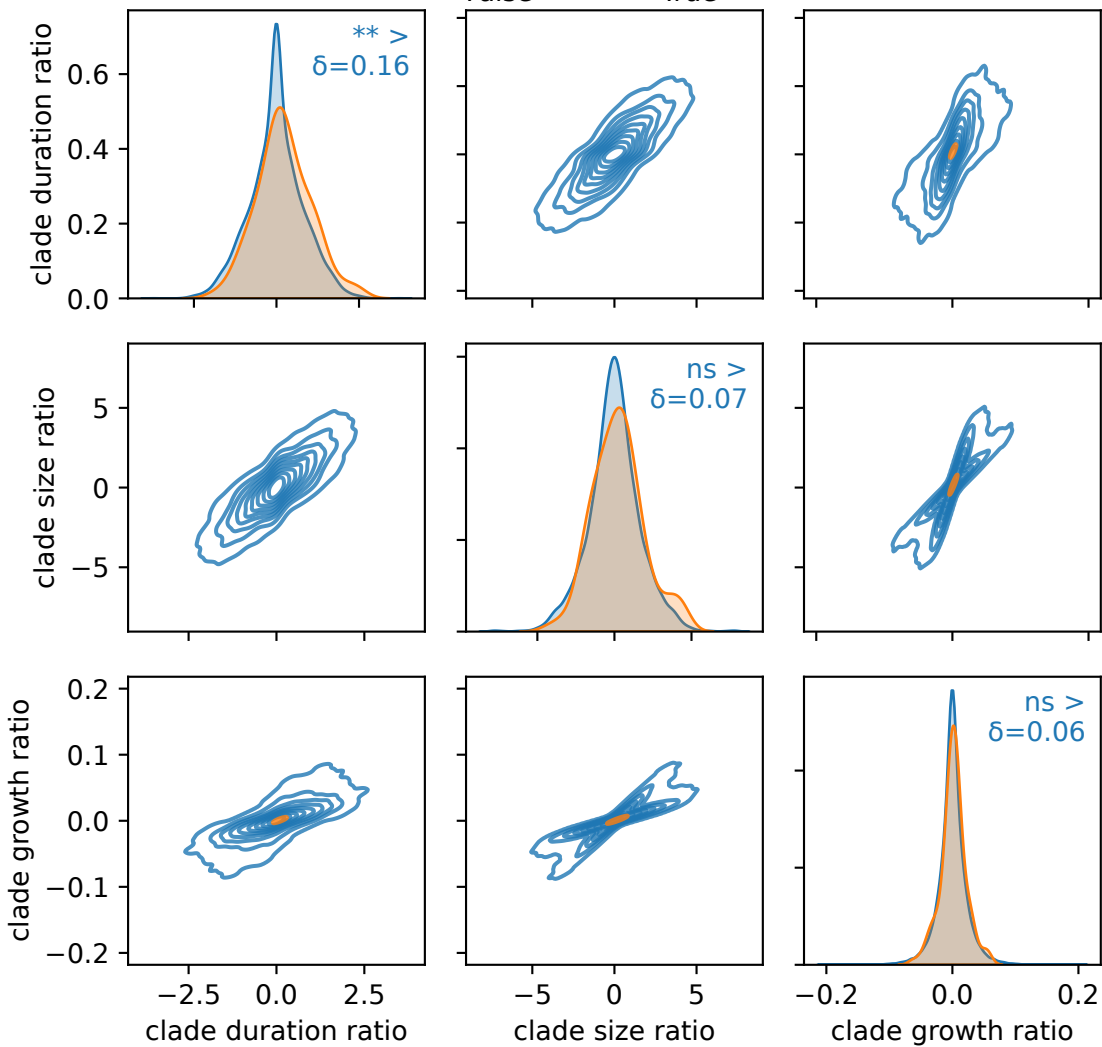 clade duration ratio
0.6
0.4
0.2
0.0
** >
δ=0.16
clade size ratio
5
0
−5
ns >
δ=0.07
clade growth ratio
0.2
0.1
0.0
−0.1
−0.2
ns >
δ=0.06
−2.5 0.0 2.5
−5 0 5
−0.2 0.0 0.2
clade duration ratio
clade size ratio
clade growth ratio